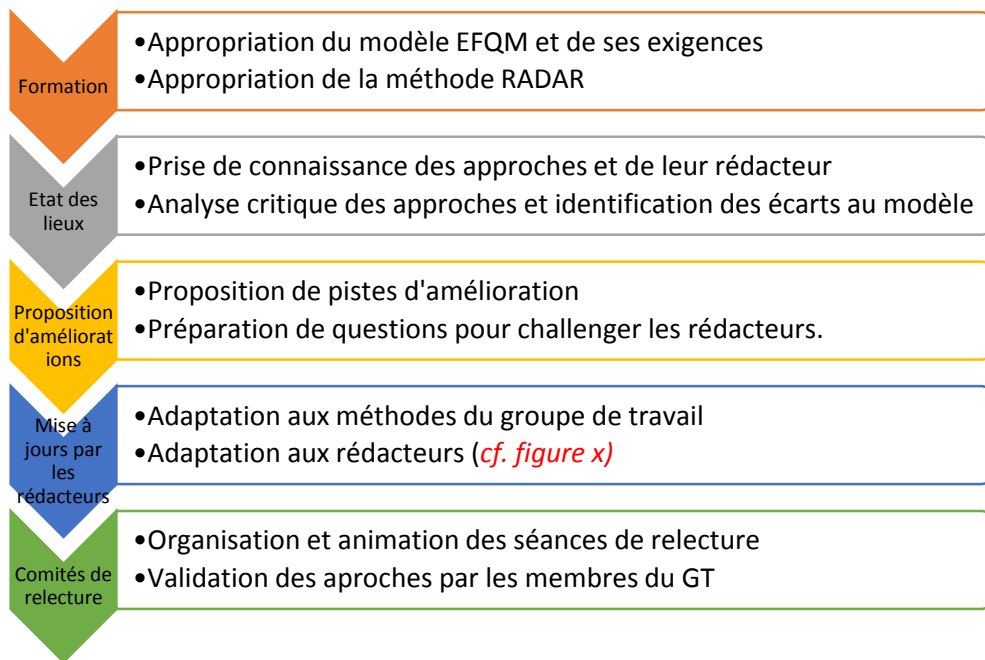 Formation
•Appropriation du modèle EFQM et de ses exigences
•Appropriation de la méthode RADAR
Etat des
lieux
•Prise de connaissance des approches et de leur rédacteur
•Analyse critique des approches et identification des écarts au modèle
Proposition
d'améliorat
ions
•Proposition de pistes d'amélioration
•Préparation de questions pour challenger les rédacteurs.
Mise à
jours par
les
rédacteurs
•Adaptation aux méthodes du groupe de travail
•Adaptation aux rédacteurs (cf. figure x)
Comités de
relecture
•Organisation et animation des séances de relecture
•Validation des aproches par les membres du GT